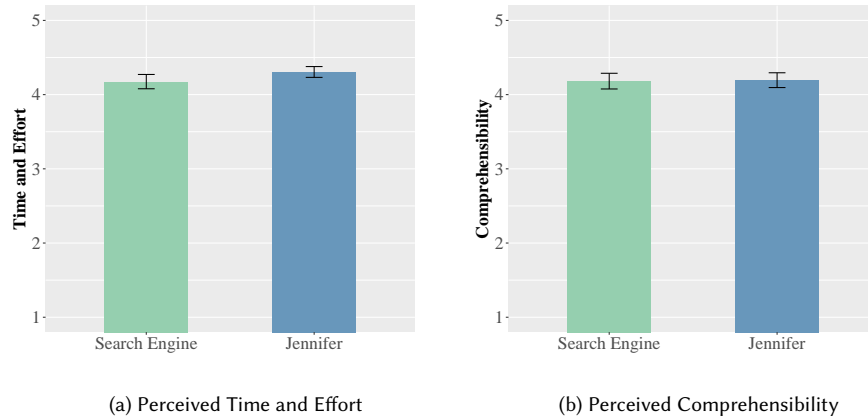 5
4
3
2
1
Time and Effort
Search Engine
Jennifer
(a) Perceived Time and Effort
5
4
3
2
1
Comprehensibility
Search Engine
Jennifer
(b) Perceived Comprehensibility